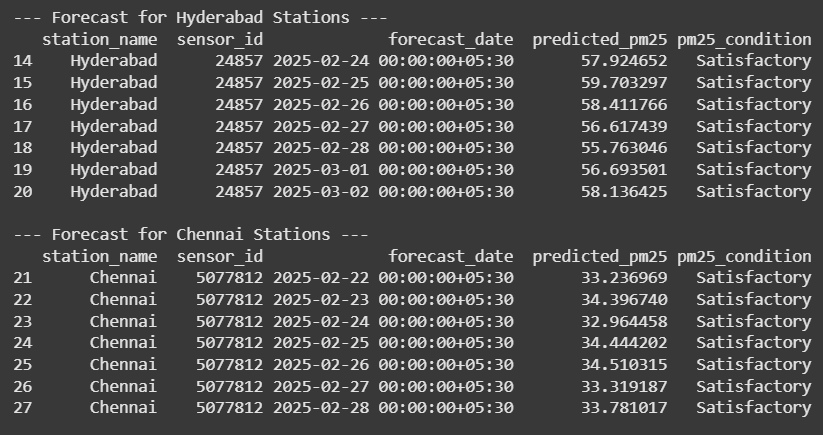 --- Forecast for Hyderabad Stations ---
station_name sensor_id forecast_date predicted_pm25 pm25_condition
14 Hyderabad 24857 2025-02-24 00:00:00+05:30 57.924652 Satisfactory
15 Hyderabad 24857 2025-02-25 00:00:00+05:30 59.703297 Satisfactory
16 Hyderabad 24857 2025-02-26 00:00:00+05:30 58.411766 Satisfactory
17 Hyderabad 24857 2025-02-27 00:00:00+05:30 56.617439 Satisfactory
18 Hyderabad 24857 2025-02-28 00:00:00+05:30 55.763046 Satisfactory
19 Hyderabad 24857 2025-03-01 00:00:00+05:30 56.693501 Satisfactory
20 Hyderabad 24857 2025-03-02 00:00:00+05:30 58.136425 Satisfactory
--- Forecast for Chennai Stations ---
station_name sensor_id forecast_date predicted_pm25 pm25_condition
21 Chennai 5077812 2025-02-22 00:00:00+05:30 33.236969 Satisfactory
22 Chennai 5077812 2025-02-23 00:00:00+05:30 34.396740 Satisfactory
23 Chennai 5077812 2025-02-24 00:00:00+05:30 32.964458 Satisfactory
24 Chennai 5077812 2025-02-25 00:00:00+05:30 34.444202 Satisfactory
25 Chennai 5077812 2025-02-26 00:00:00+05:30 34.510315 Satisfactory
26 Chennai 5077812 2025-02-27 00:00:00+05:30 33.319187 Satisfactory
27 Chennai 5077812 2025-02-28 00:00:00+05:30 33.781017 Satisfactory